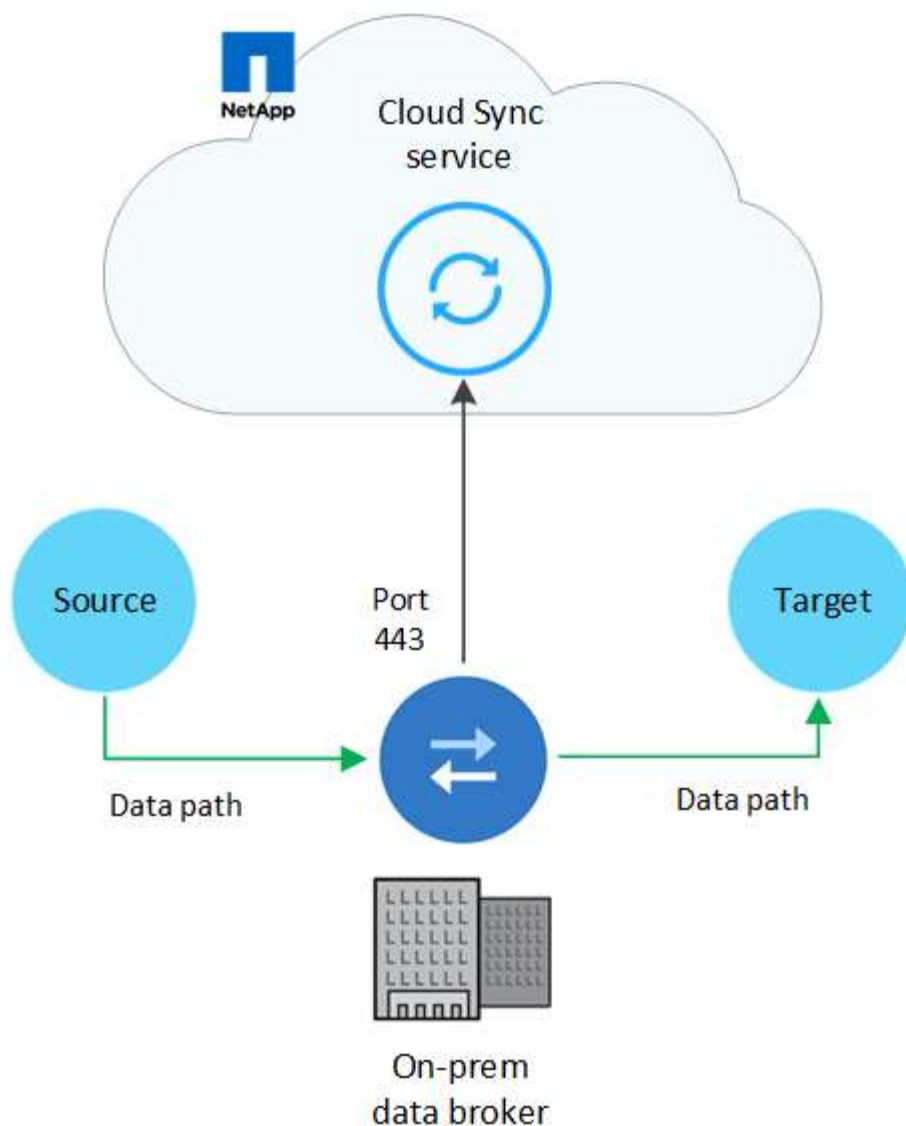 NetApp
Cloud Sync
service
Source
Port
443
Target
Data path
Data path
On-prem
data broker